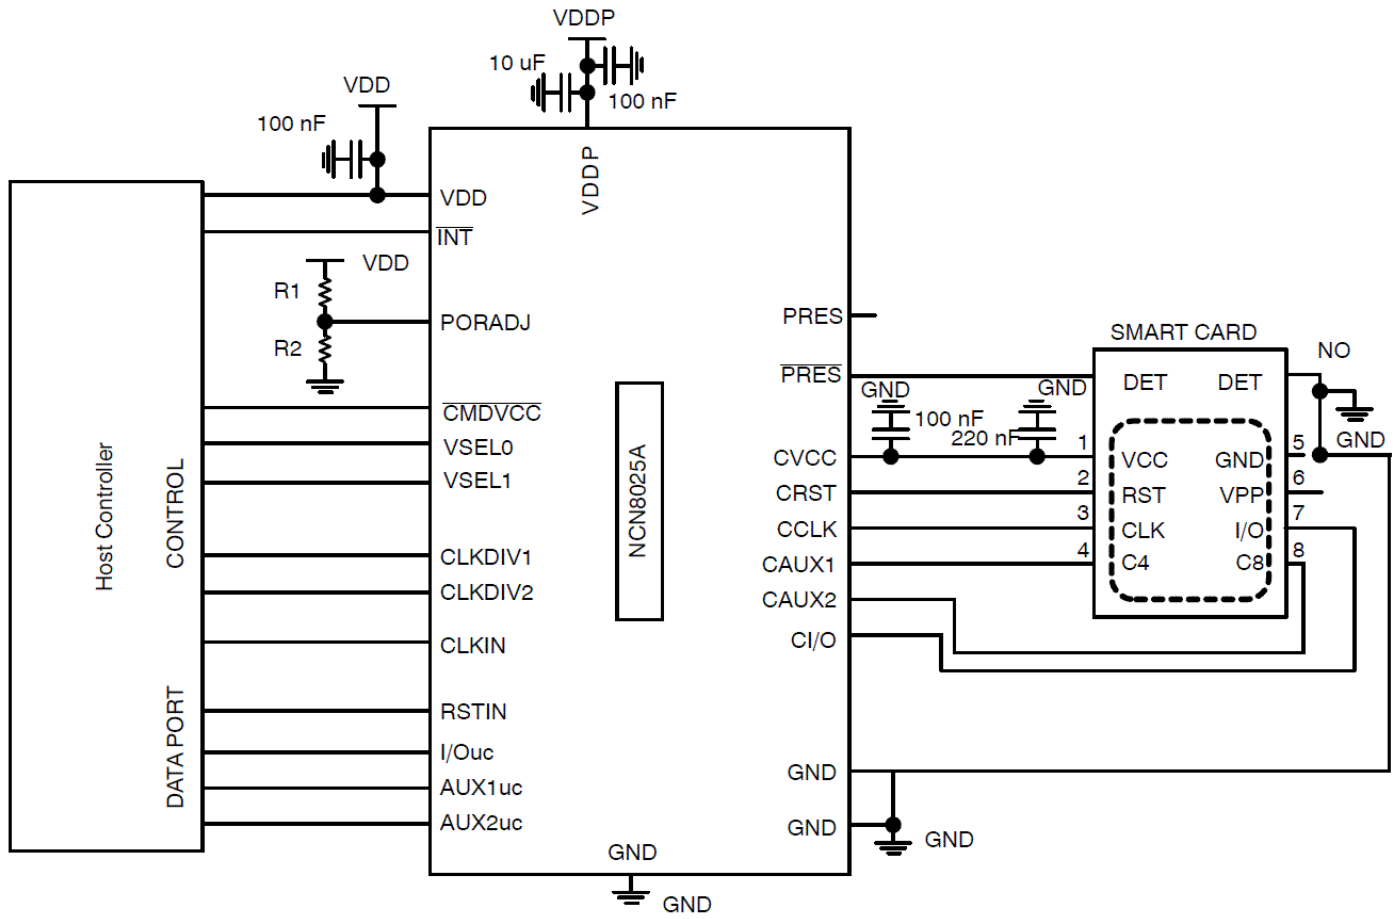 VDDP
10 uF
100 nF
VDD
100 nF
VDDP
VDD
INT
VDD
R1
PORADJ
R2
PRES
PRES
SMART CARD
NO
DET
DET
GND
GND
GND
100 nF
220 nF
CMDVCC
VSEL0
VSEL1
CVCC
CRST
CCLK
CAUX1
CAUX2
CI/O
1
2
3
4
VCC
RST
CLK
C4
GND
VPP
I/O
C8
5
6
7
8
Host Controller
CONTROL
DATA PORT
NCN8025A
CLKDIV1
CLKDIV2
CLKIN
RSTIN
I/Ouc
AUX1uc
AUX2uc
GND
GND
GND
GND
GND